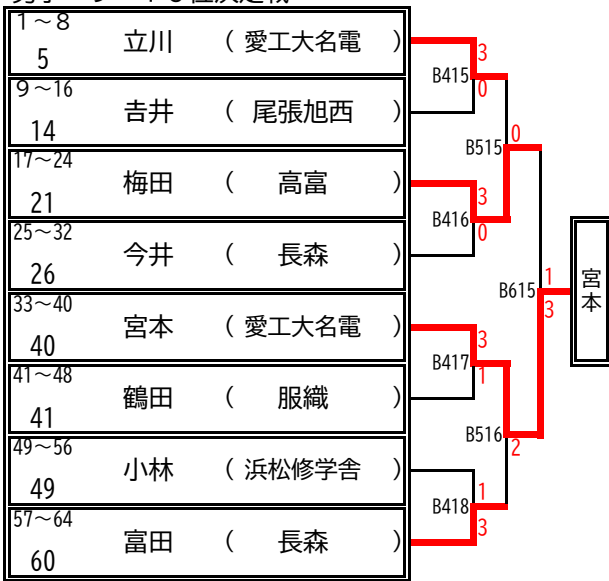 1～8
5
立川 （ 愛工大名電 ）
3
B415
0
9～16
14
吉井 （ 尾張旭西 ）
0
B515
17～24
21
梅田 （ 高富 ）
3
B416
0
25～32
26
今井 （ 長森 ）
1
B615
3
宮本
33～40
40
宮本 （ 愛工大名電 ）
3
B417
1
41～48
41
鶴田 （ 服織 ）
B516
2
49～56
49
小林 （ 浜松修学舎 ）
1
B418
3
57～64
60
富田 （ 長森 ）